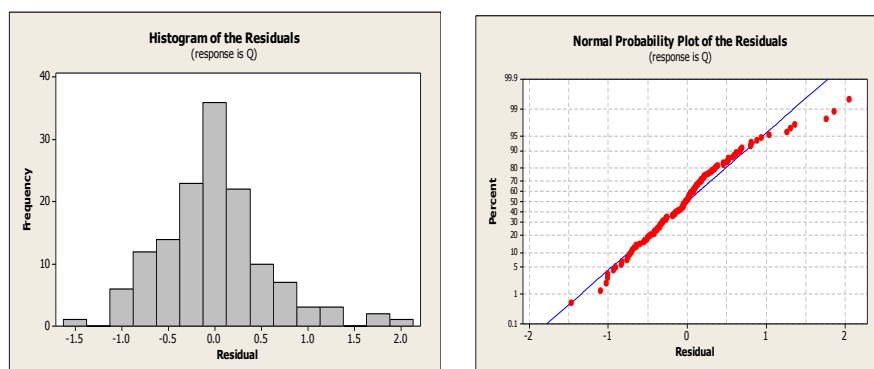 Histogram of the Residuals
(response is Q)
40
30
20
10
0
Frequency
-1.5 -1.0 -0.5 0.0 0.5 1.0 1.5 2.0
Residual
Normal Probability Plot of the Residuals
(response is Q)
99.9
99
95
90
80
70
60
50
40
30
20
10
5
1
0.1
Percent
-2 -1 0 1 2
Residual